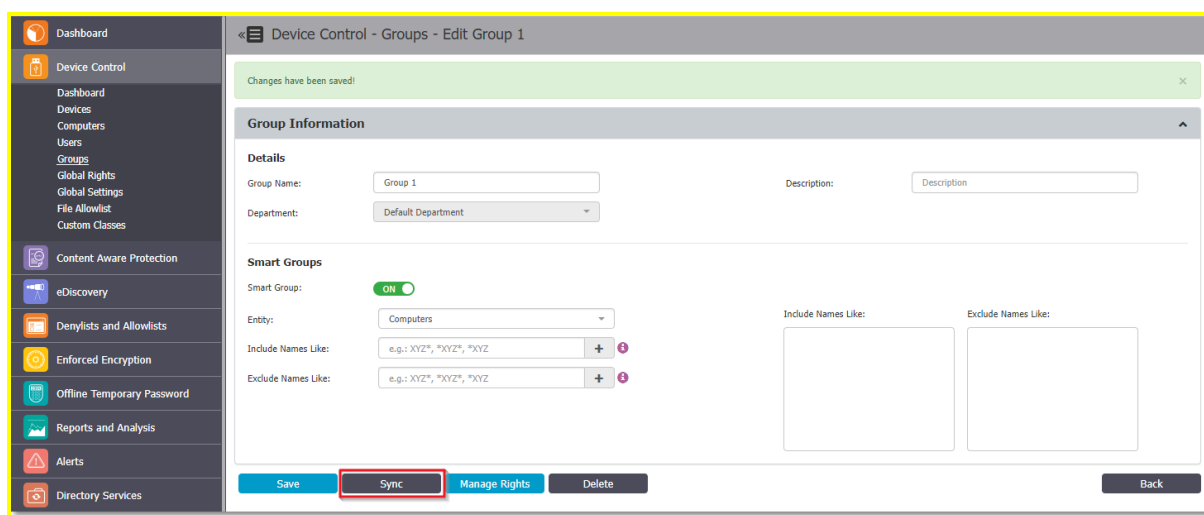 Dashboard
Device Control
Dashboard
Devices
Computers
Users
Groups
Global Rights
Global Settings
File Allowlist
Custom Classes
Content Aware Protection
eDiscovery
Denylists and Allowlists
Enforced Encryption
Offline Temporary Password
Reports and Analysis
Alerts
Directory Services
Device Control - Groups - Edit Group 1
Changes have been saved!
Group Information
Details
Group Name: Group 1 Description: Description
Department: Default Department
Smart Groups
Smart Group: ON
Entity: Computers
Include Names Like: e.g.: XYZ*, *XYZ*, *XYZ
Exclude Names Like: e.g.: XYZ*, *XYZ*, *XYZ
Include Names Like: Exclude Names Like:
Save Sync Manage Rights Delete Back